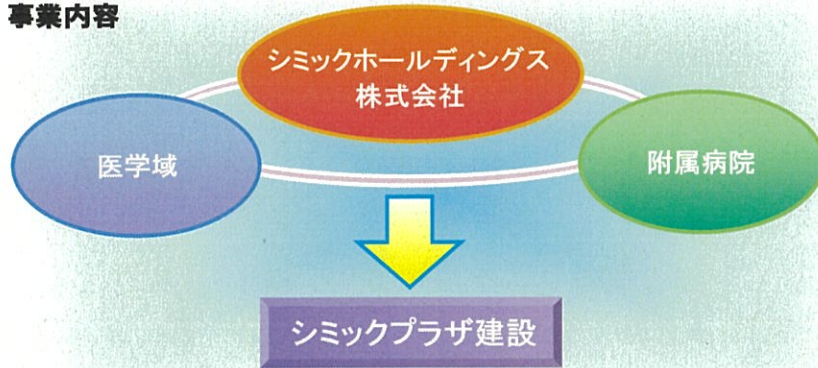 事業内容
シミックホールディングス
株式会社
医学域
附属病院
シミックプラザ建設